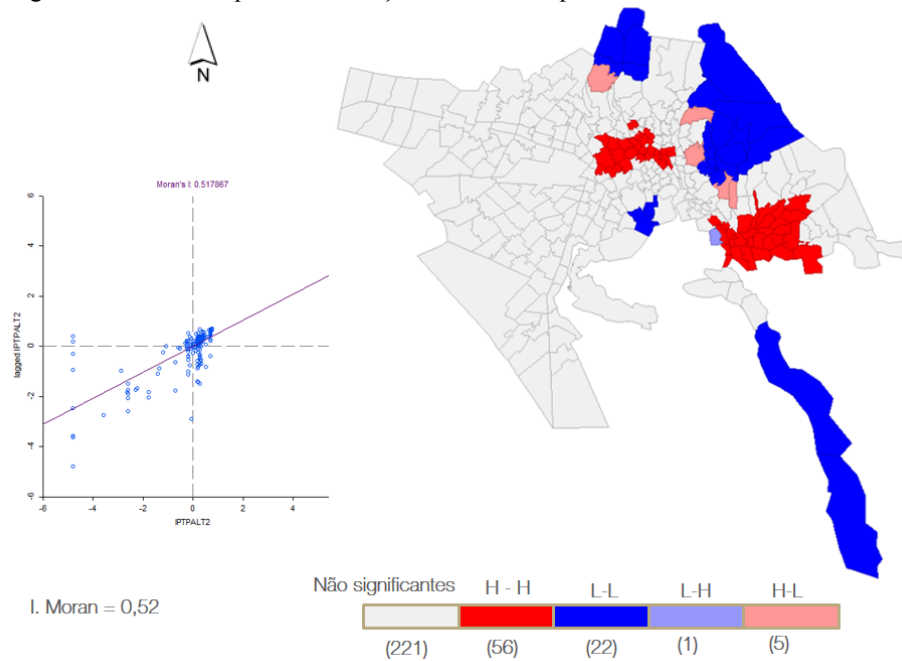 N
Moran's I: 0.517867
6
4
2
0
-2
-4
-6
lagged IPTPALT2
-6 -4 -2 0 2 4
IPTPALT2
I. Moran = 0,52
Não significantes H - H L-L L-H H-L
(221) (56) (22) (1) (5)